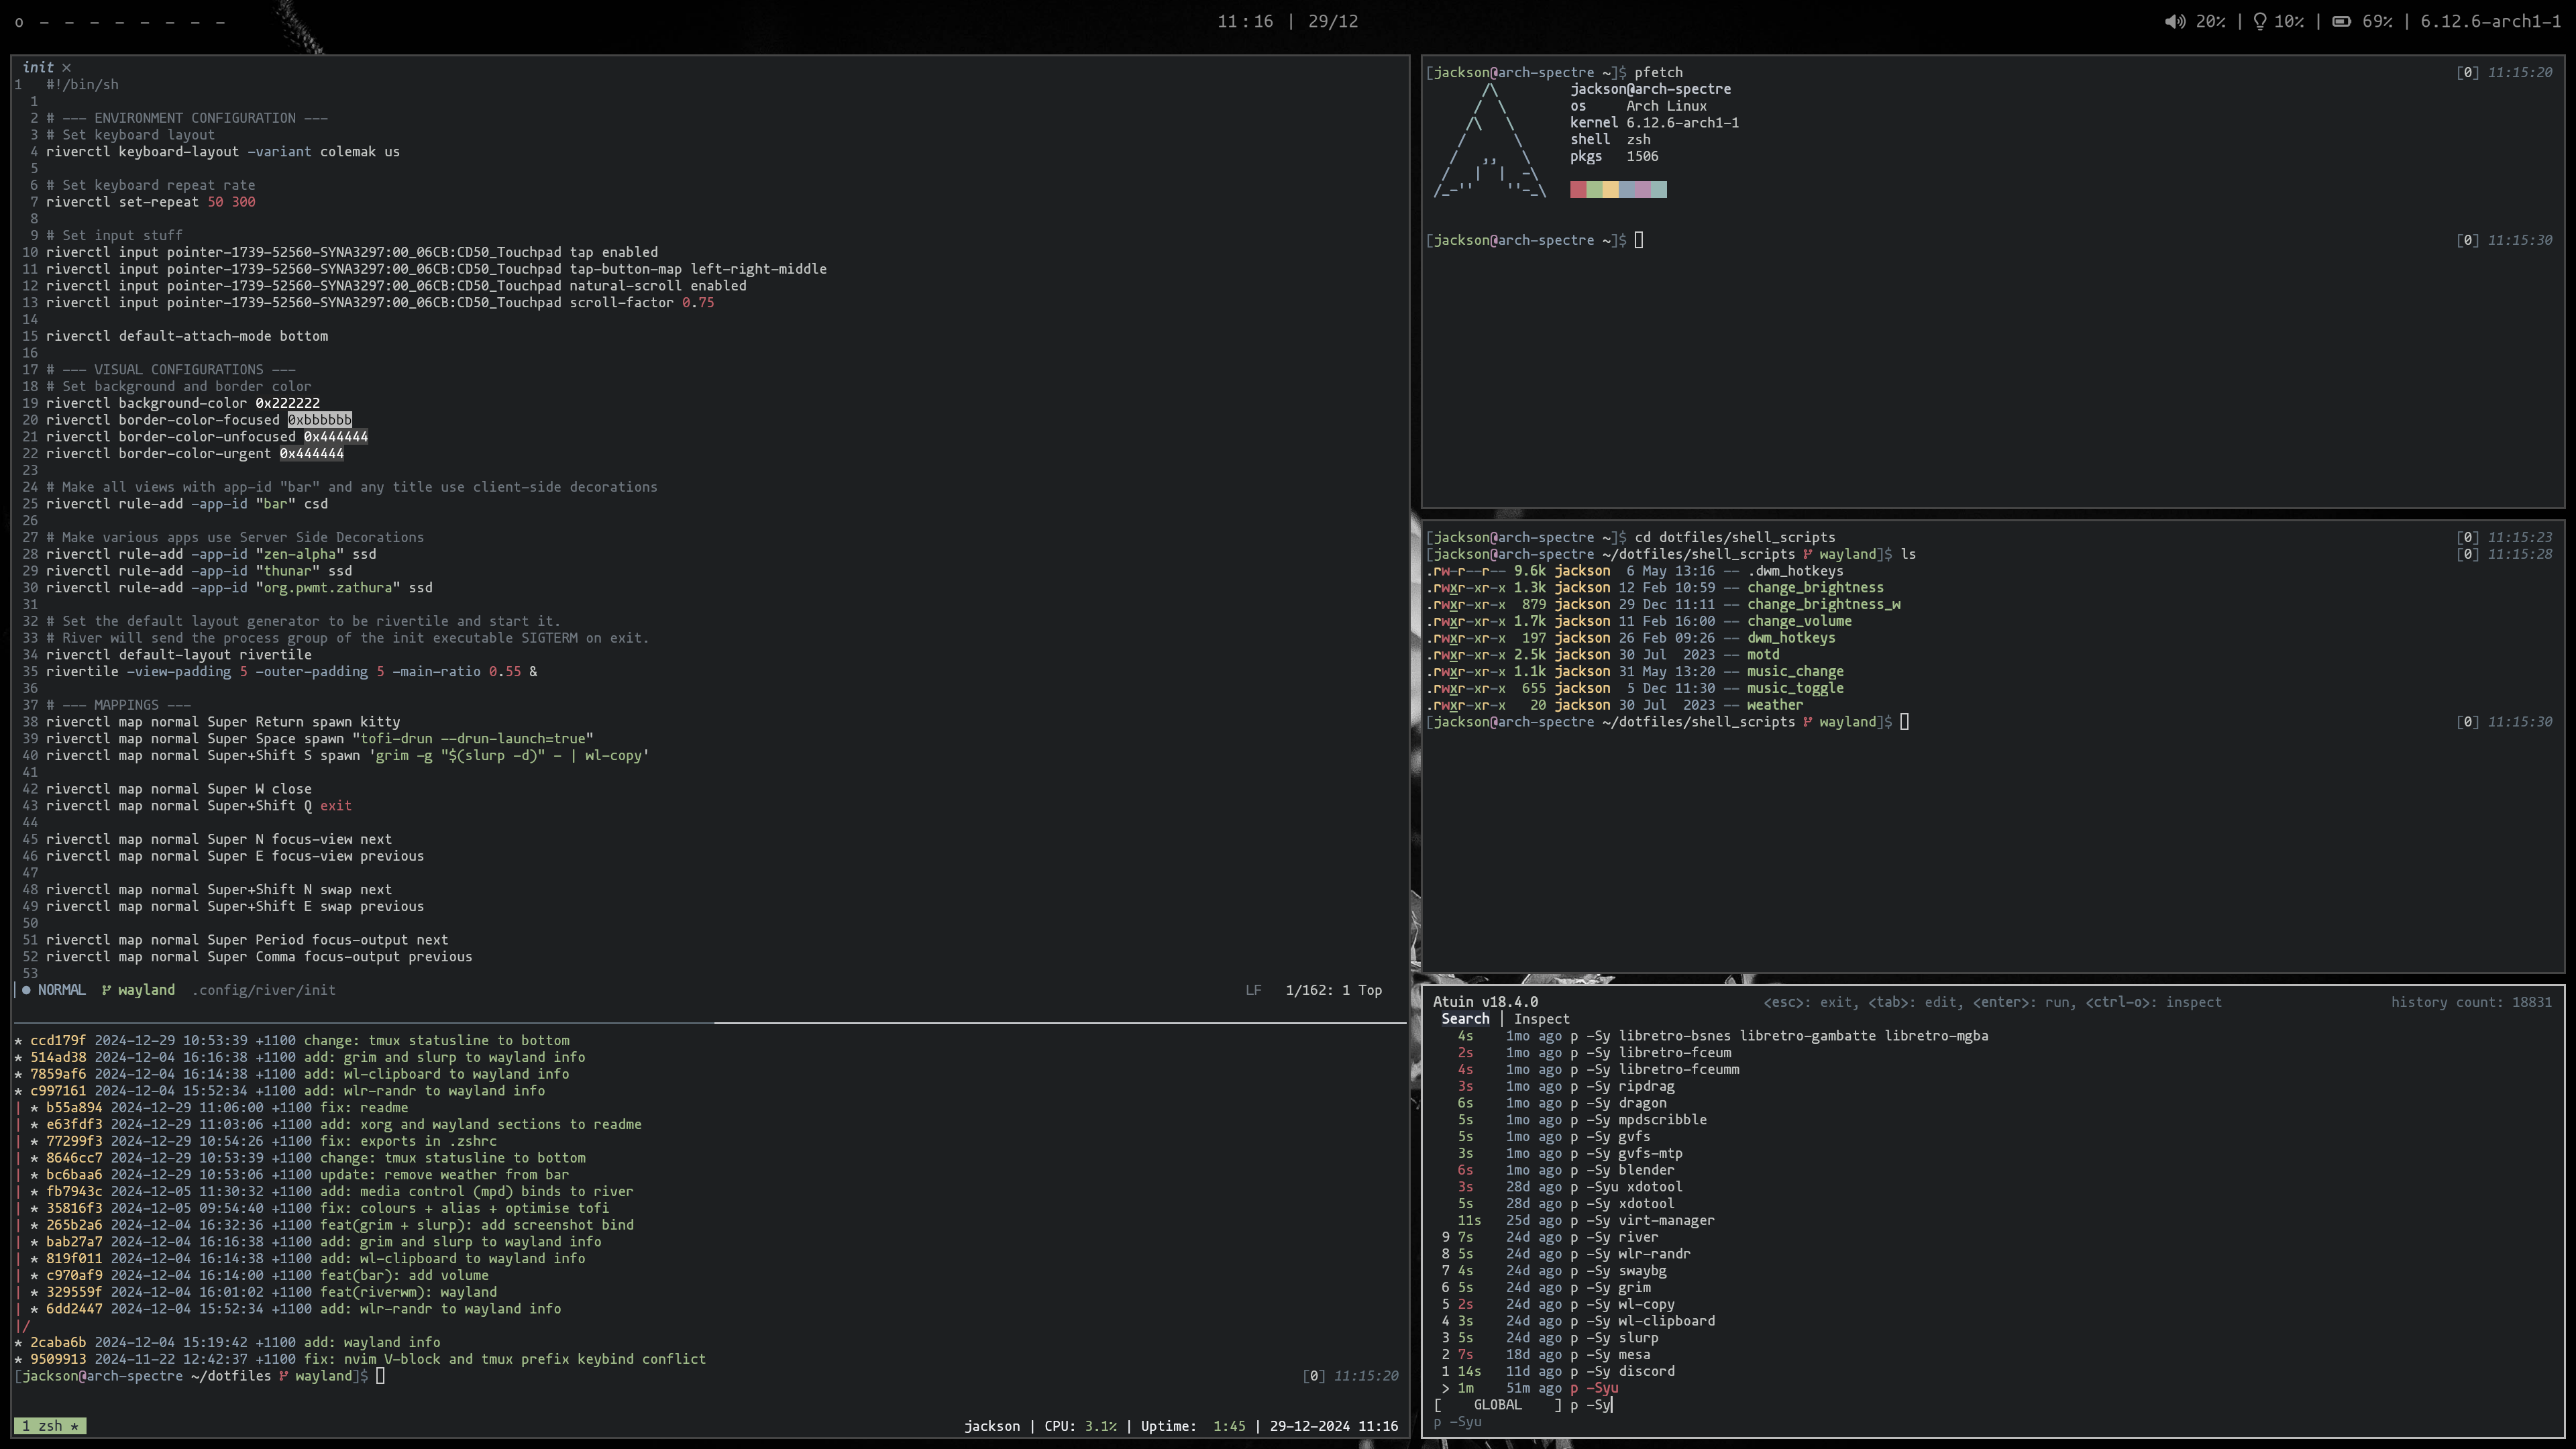 o - - - - - - - -
11:16 | 29/12
20% | 10% | 69% | 6.12.6-arch1-1
init ×
1 #!/bin/sh
1
2 # --- ENVIRONMENT CONFIGURATION ---
3 # Set keyboard layout
4 riverctl keyboard-layout -variant colemak us
5
6 # Set keyboard repeat rate
7 riverctl set-repeat 50 300
8
9 # Set input stuff
10 riverctl input pointer-1739-52560-SYNA3297:00_06CB:CD50_Touchpad tap enabled
11 riverctl input pointer-1739-52560-SYNA3297:00_06CB:CD50_Touchpad tap-button-map left-right-middle
12 riverctl input pointer-1739-52560-SYNA3297:00_06CB:CD50_Touchpad natural-scroll enabled
13 riverctl input pointer-1739-52560-SYNA3297:00_06CB:CD50_Touchpad scroll-factor 0.75
14
15 riverctl default-attach-mode bottom
16
17 # --- VISUAL CONFIGURATIONS ---
18 # Set background and border color
19 riverctl background-color 0x222222
20 riverctl border-color-focused 0xbbbbbb
21 riverctl border-color-unfocused 0x444444
22 riverctl border-color-urgent 0x444444
23
24 # Make all views with app-id "bar" and any title use client-side decorations
25 riverctl rule-add -app-id "bar" csd
26
27 # Make various apps use Server Side Decorations
28 riverctl rule-add -app-id "zen-alpha" ssd
29 riverctl rule-add -app-id "thunar" ssd
30 riverctl rule-add -app-id "org.pwmt.zathura" ssd
31
32 # Set the default layout generator to be rivertile and start it.
33 # River will send the process group of the init executable SIGTERM on exit.
34 riverctl default-layout rivertile
35 rivertile -view-padding 5 -outer-padding 5 -main-ratio 0.55 &
36
37 # --- MAPPINGS ---
38 riverctl map normal Super Return spawn kitty
39 riverctl map normal Super Space spawn "tofi-drun --drun-launch=true"
40 riverctl map normal Super+Shift S spawn 'grim -g "$(slurp -d)" - | wl-copy'
41
42 riverctl map normal Super W close
43 riverctl map normal Super+Shift Q exit
44
45 riverctl map normal Super N focus-view next
46 riverctl map normal Super E focus-view previous
47
48 riverctl map normal Super+Shift N swap next
49 riverctl map normal Super+Shift E swap previous
50
51 riverctl map normal Super Period focus-output next
52 riverctl map normal Super Comma focus-output previous
53
● NORMAL wayland .config/river/init LF 1/162: 1 Top
* ccd179f 2024-12-29 10:53:39 +1100 change: tmux statusline to bottom
* 514ad38 2024-12-04 16:16:38 +1100 add: grim and slurp to wayland info
* 7859af6 2024-12-04 16:14:38 +1100 add: wl-clipboard to wayland info
* c997161 2024-12-04 15:52:34 +1100 add: wlr-randr to wayland info
| * b55a894 2024-12-29 11:06:00 +1100 fix: readme
| * e63fdf3 2024-12-29 11:03:06 +1100 add: xorg and wayland sections to readme
| * 77299f3 2024-12-29 10:54:26 +1100 fix: exports in .zshrc
| * 8646cc7 2024-12-29 10:53:39 +1100 change: tmux statusline to bottom
| * bc6baa6 2024-12-29 10:53:06 +1100 update: remove weather from bar
| * fb7943c 2024-12-05 11:30:32 +1100 add: media control (mpd) binds to river
| * 35816f3 2024-12-05 09:54:40 +1100 fix: colours + alias + optimise tofi
| * 265b2a6 2024-12-04 16:32:36 +1100 feat(grim + slurp): add screenshot bind
| * bab27a7 2024-12-04 16:16:38 +1100 add: grim and slurp to wayland info
| * 819f011 2024-12-04 16:14:38 +1100 add: wl-clipboard to wayland info
| * c970af9 2024-12-04 16:14:00 +1100 feat(bar): add volume
| * 329559f 2024-12-04 16:01:02 +1100 feat(riverwm): wayland
| * 6dd2447 2024-12-04 15:52:34 +1100 add: wlr-randr to wayland info
|/
* 2caba6b 2024-12-04 15:19:42 +1100 add: wayland info
* 9509913 2024-11-22 12:42:37 +1100 fix: nvim V-block and tmux prefix keybind conflict
[jackson@arch-spectre ~/dotfiles wayland]$ [0] 11:15:20
1 zsh * jackson | CPU: 3.1% | Uptime: 1:45 | 29-12-2024 11:16
[jackson@arch-spectre ~]$ pfetch [0] 11:15:20
jackson@arch-spectre
os Arch Linux
kernel 6.12.6-arch1-1
shell zsh
pkgs 1506
[jackson@arch-spectre ~]$ [0] 11:15:30
[jackson@arch-spectre ~]$ cd dotfiles/shell_scripts [0] 11:15:23
[jackson@arch-spectre ~/dotfiles/shell_scripts wayland]$ ls [0] 11:15:28
.rw-r--r-- 9.6k jackson 6 May 13:16 -- .dwm_hotkeys
.rwxr-xr-x 1.3k jackson 12 Feb 10:59 -- change_brightness
.rwxr-xr-x 879 jackson 29 Dec 11:11 -- change_brightness_w
.rwxr-xr-x 1.7k jackson 11 Feb 16:00 -- change_volume
.rwxr-xr-x 197 jackson 26 Feb 09:26 -- dwm_hotkeys
.rwxr-xr-x 2.5k jackson 30 Jul 2023 -- motd
.rwxr-xr-x 1.1k jackson 31 May 13:20 -- music_change
.rwxr-xr-x 655 jackson 5 Dec 11:30 -- music_toggle
.rwxr-xr-x 20 jackson 30 Jul 2023 -- weather
[jackson@arch-spectre ~/dotfiles/shell_scripts wayland]$ [0] 11:15:30
Atuin v18.4.0 <esc>: exit, <tab>: edit, <enter>: run, <ctrl-o>: inspect history count: 18831
Search | Inspect
4s 1mo ago p -Sy libretro-bsnes libretro-gambatte libretro-mgba
2s 1mo ago p -Sy libretro-fceum
4s 1mo ago p -Sy libretro-fceumm
3s 1mo ago p -Sy ripdrag
6s 1mo ago p -Sy dragon
5s 1mo ago p -Sy mpdscribble
5s 1mo ago p -Sy gvfs
3s 1mo ago p -Sy gvfs-mtp
6s 1mo ago p -Sy blender
3s 28d ago p -Syu xdotool
5s 28d ago p -Sy xdotool
11s 25d ago p -Sy virt-manager
9 7s 24d ago p -Sy river
8 5s 24d ago p -Sy wlr-randr
7 4s 24d ago p -Sy swaybg
6 5s 24d ago p -Sy grim
5 2s 24d ago p -Sy wl-copy
4 3s 24d ago p -Sy wl-clipboard
3 5s 24d ago p -Sy slurp
2 7s 18d ago p -Sy mesa
1 14s 11d ago p -Sy discord
> 1m 51m ago p -Syu
[ GLOBAL ] p -Sy
p -Syu